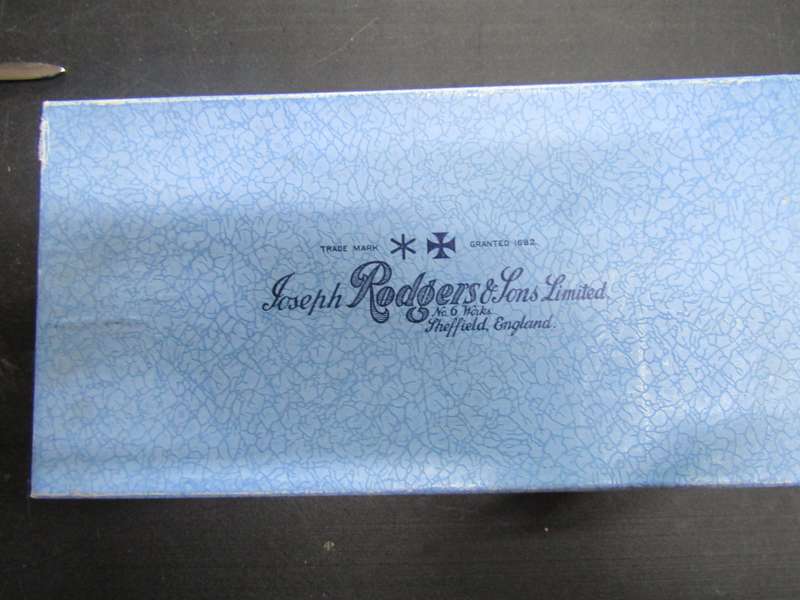 TRADE MARK GRANTED 1682.
Joseph Rodgers & Sons Limited.
No. 6 Works.
Sheffield, England.